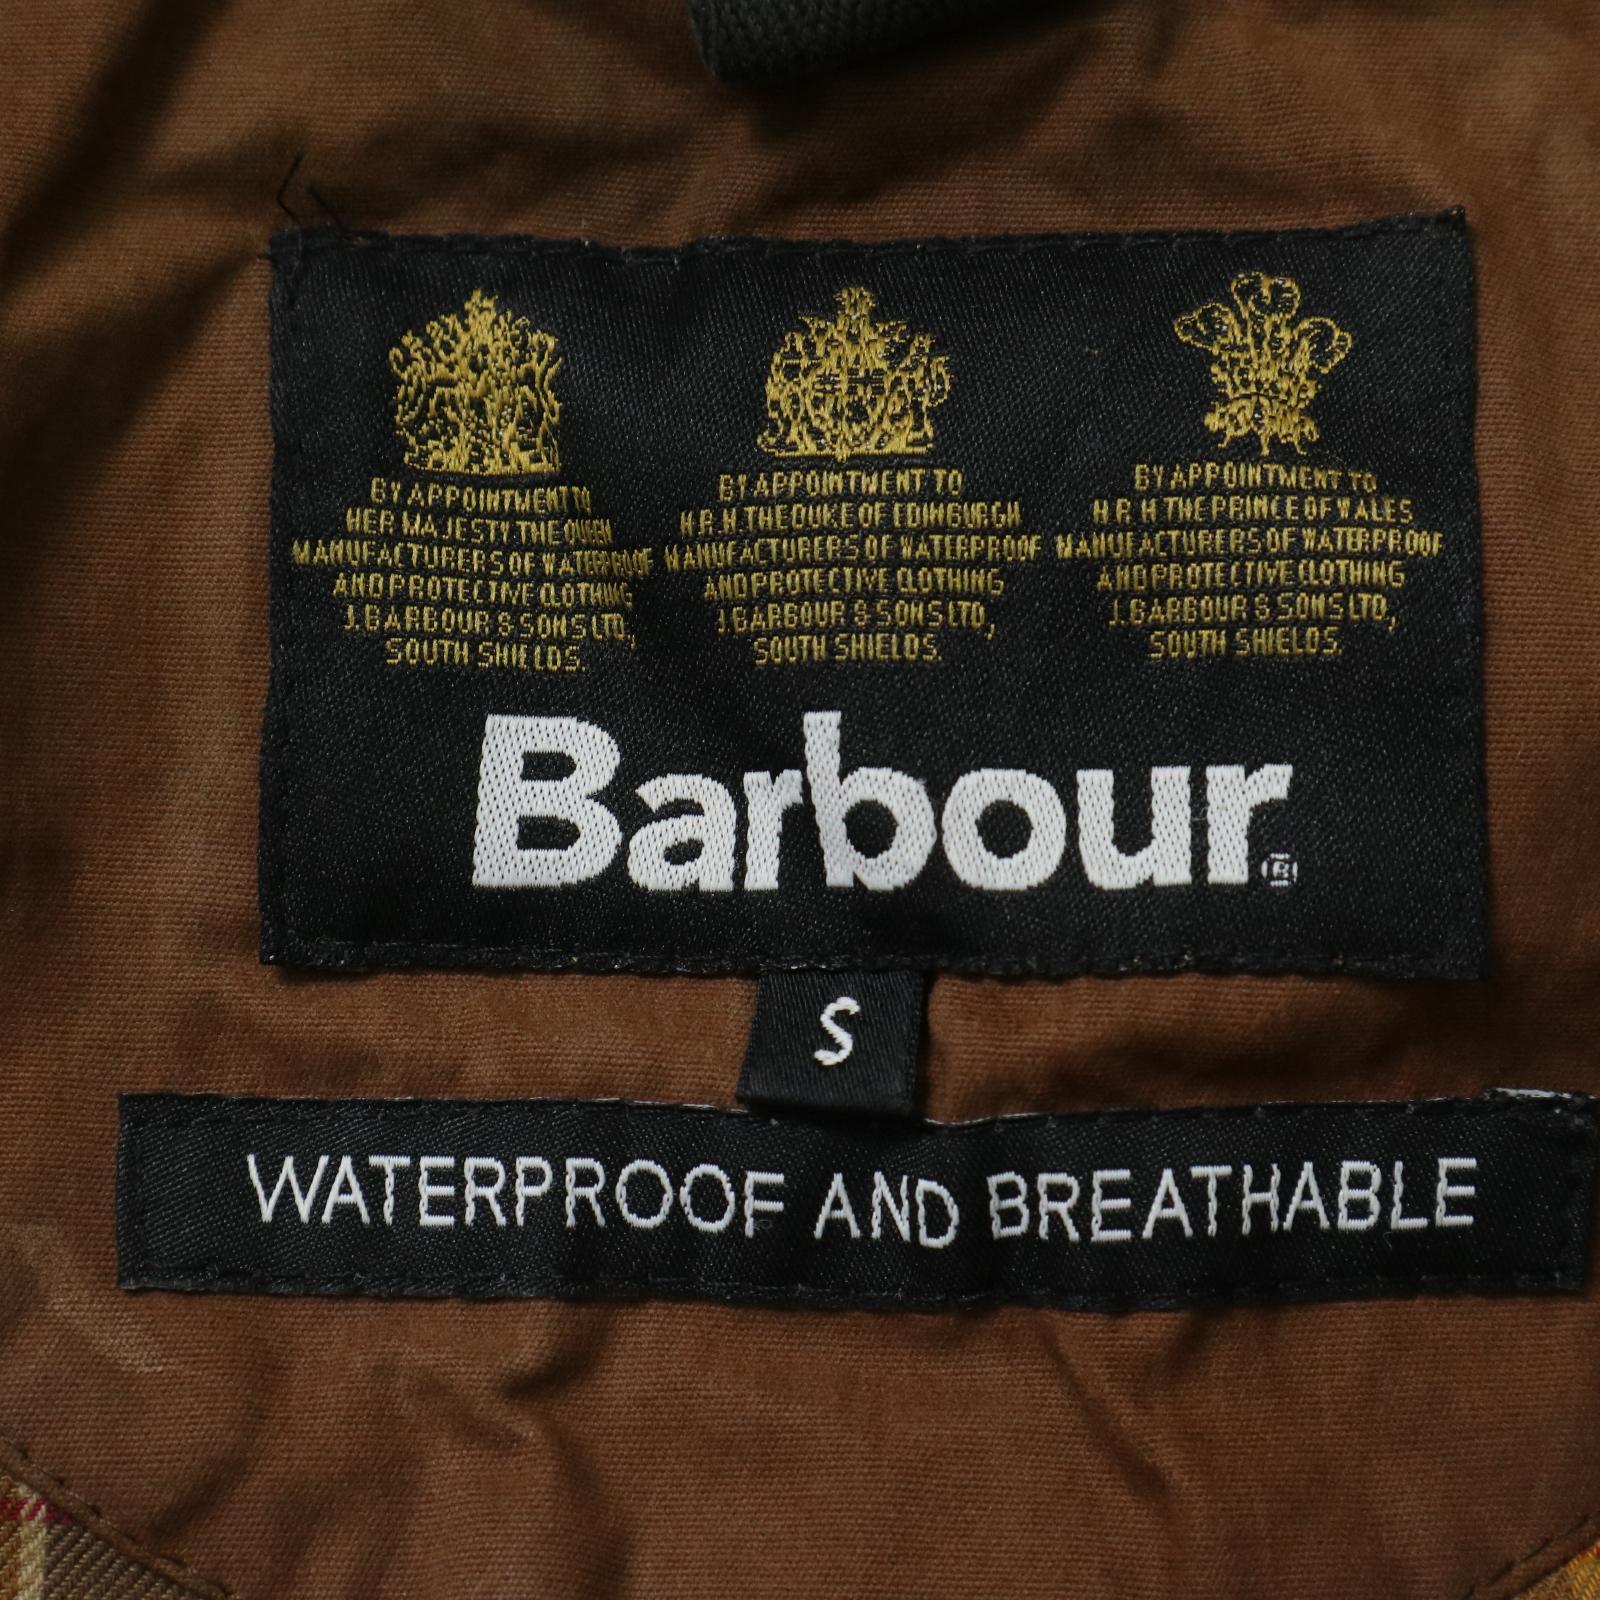 BY APPOINTMENT TO
HER MAJESTY THE QUEEN
MANUFACTURERS OF WATERPROOF
AND PROTECTIVE CLOTHING
J. BARBOUR & SONS LTD,
SOUTH SHIELDS.
BY APPOINTMENT TO
H.R.H. THE DUKE OF EDINBURGH
MANUFACTURERS OF WATERPROOF
AND PROTECTIVE CLOTHING
J. BARBOUR & SONS LTD,
SOUTH SHIELDS.
BY APPOINTMENT TO
H R H THE PRINCE OF WALES
MANUFACTURERS OF WATERPROOF
AND PROTECTIVE CLOTHING
J. BARBOUR & SONS LTD,
SOUTH SHIELDS.
Barbour®
S
WATERPROOF AND BREATHABLE